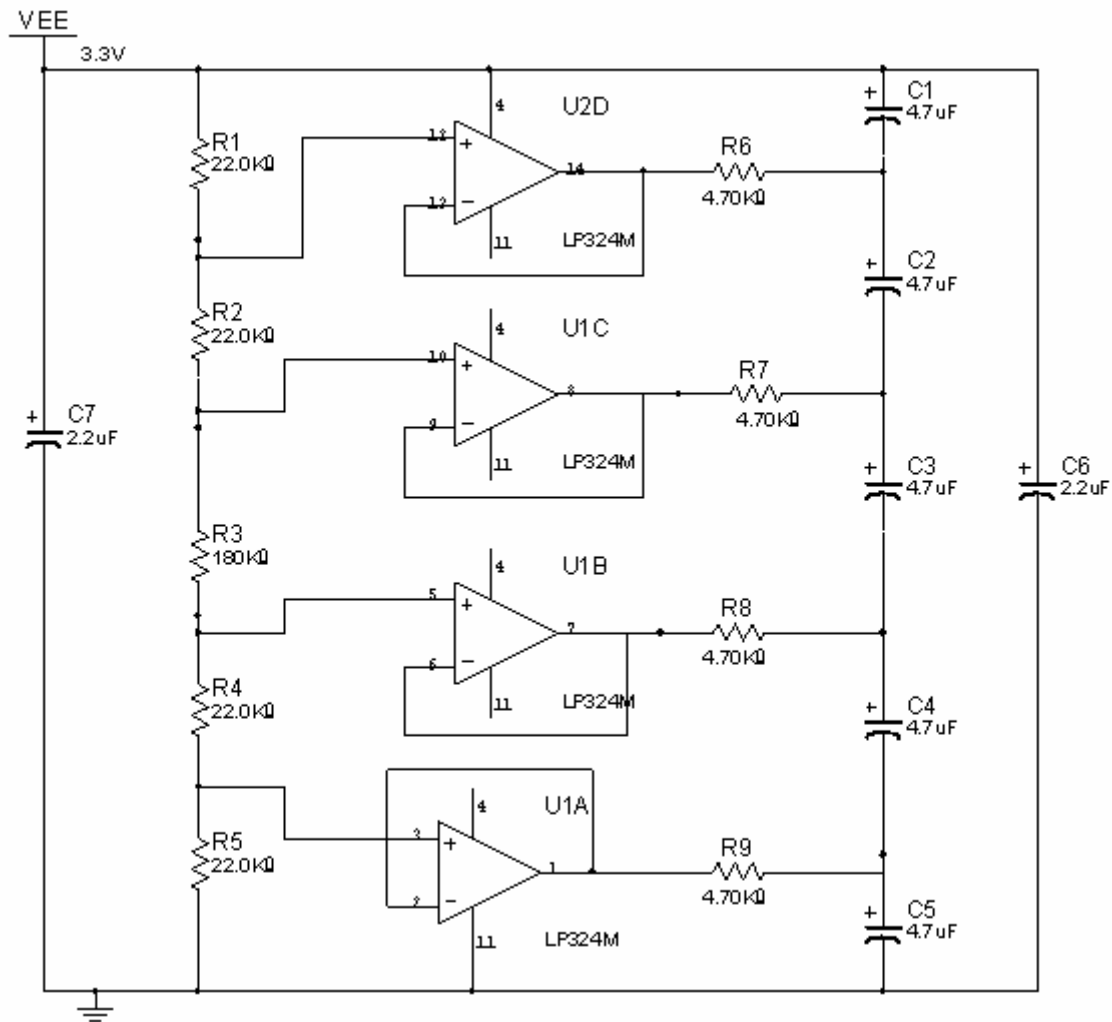 VEE
3.3V
R1
22.0KΩ
R2
22.0KΩ
R3
180KΩ
R4
22.0KΩ
R5
22.0KΩ
C7
2.2uF
4
U2D
+
−
14
11
LP324M
R6
4.70KΩ
4
U1C
10
+
9
−
8
11
LP324M
R7
4.70KΩ
4
U1B
5
+
6
−
7
11
LP324M
R8
4.70KΩ
4
U1A
3
+
2
−
1
11
LP324M
R9
4.70KΩ
+
C1
4.7uF
+
C2
4.7uF
+
C3
4.7uF
+
C4
4.7uF
+
C5
4.7uF
+
C6
2.2uF
+